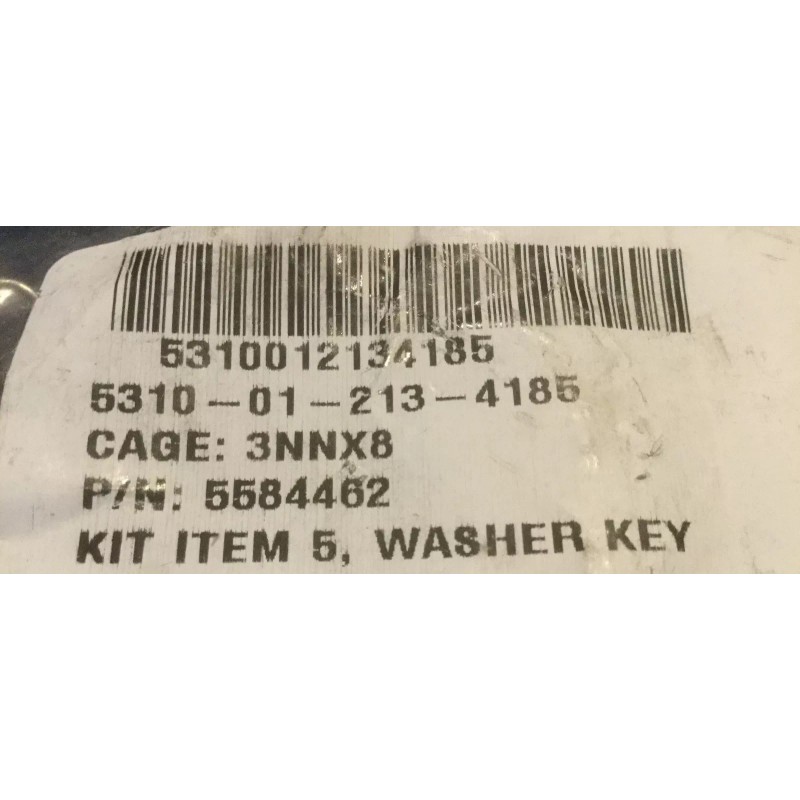 5310012134185
5310-01-213-4185
CAGE: 3NNX8
P/N: 5584462
KIT ITEM 5, WASHER KEY